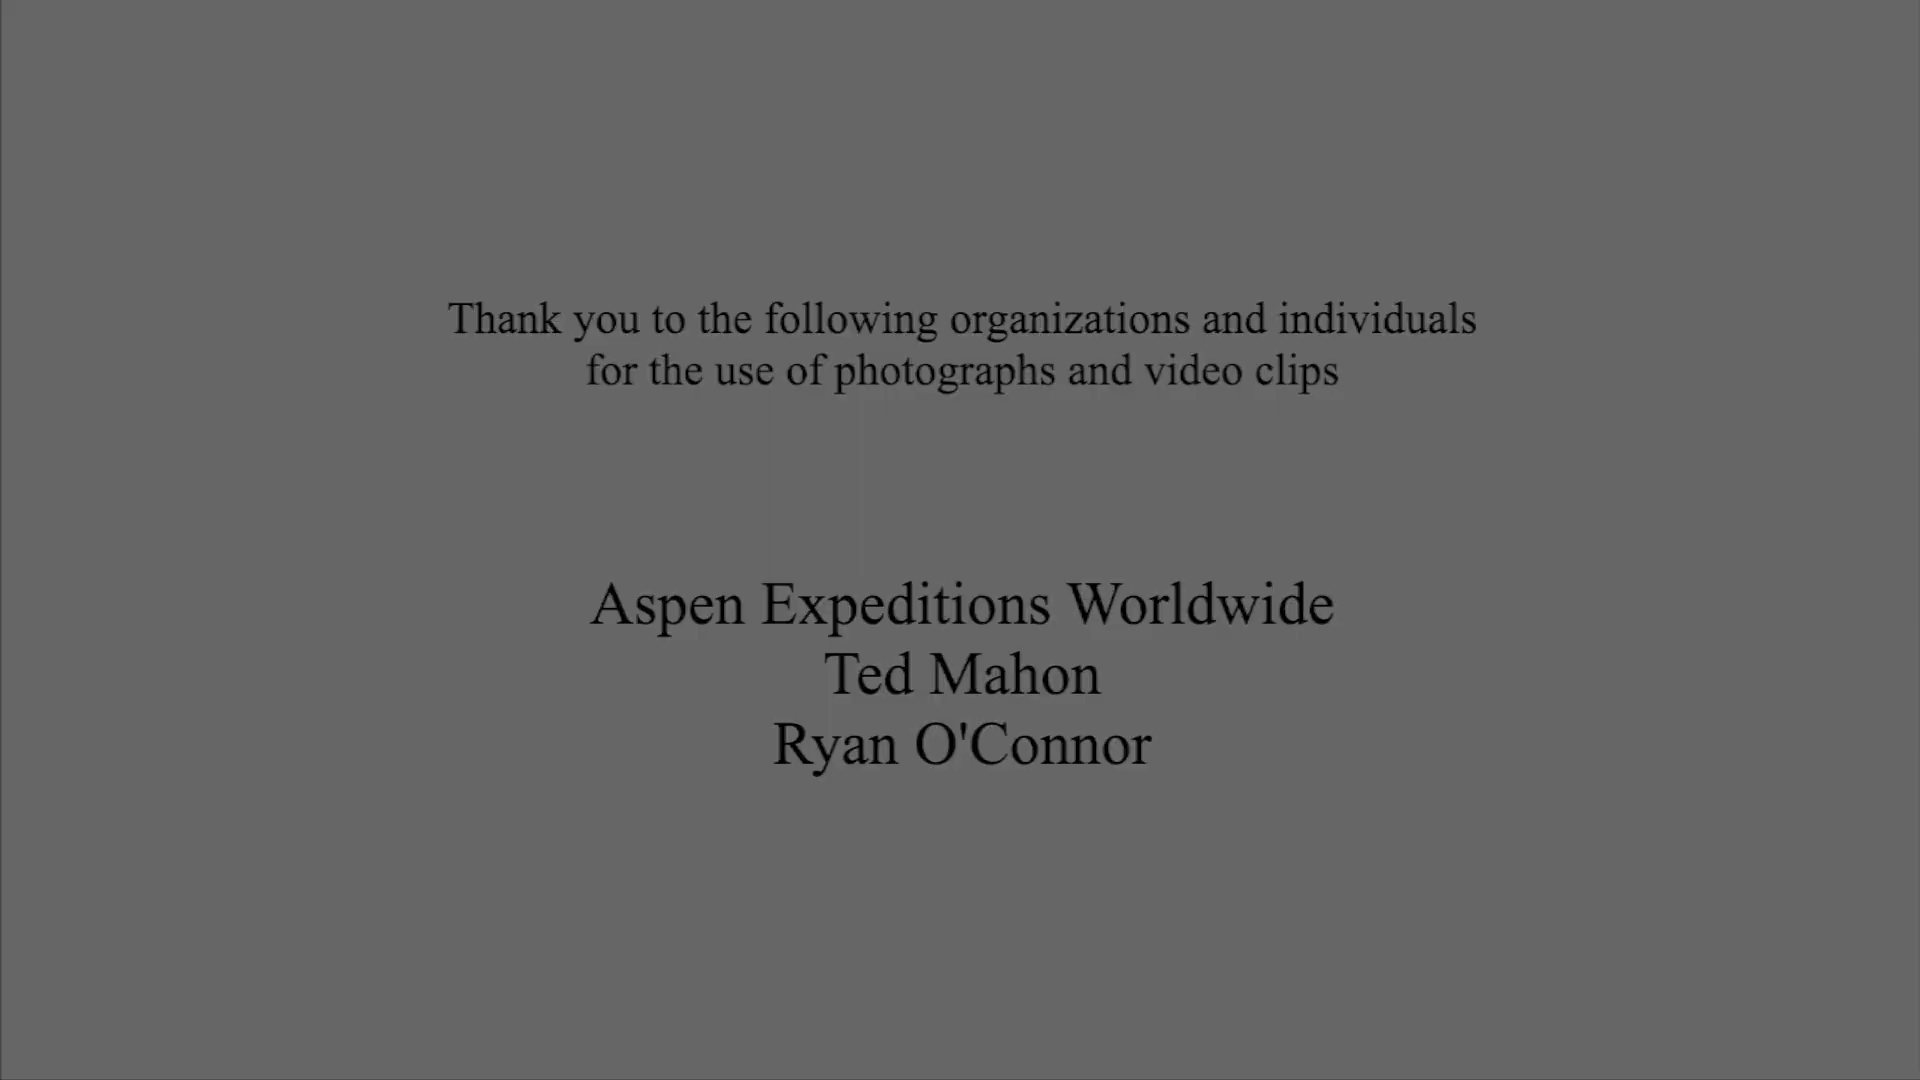 Thank you to the following organizations and individuals
for the use of photographs and video clips
Aspen Expeditions Worldwide
Ted Mahon
Ryan O'Connor